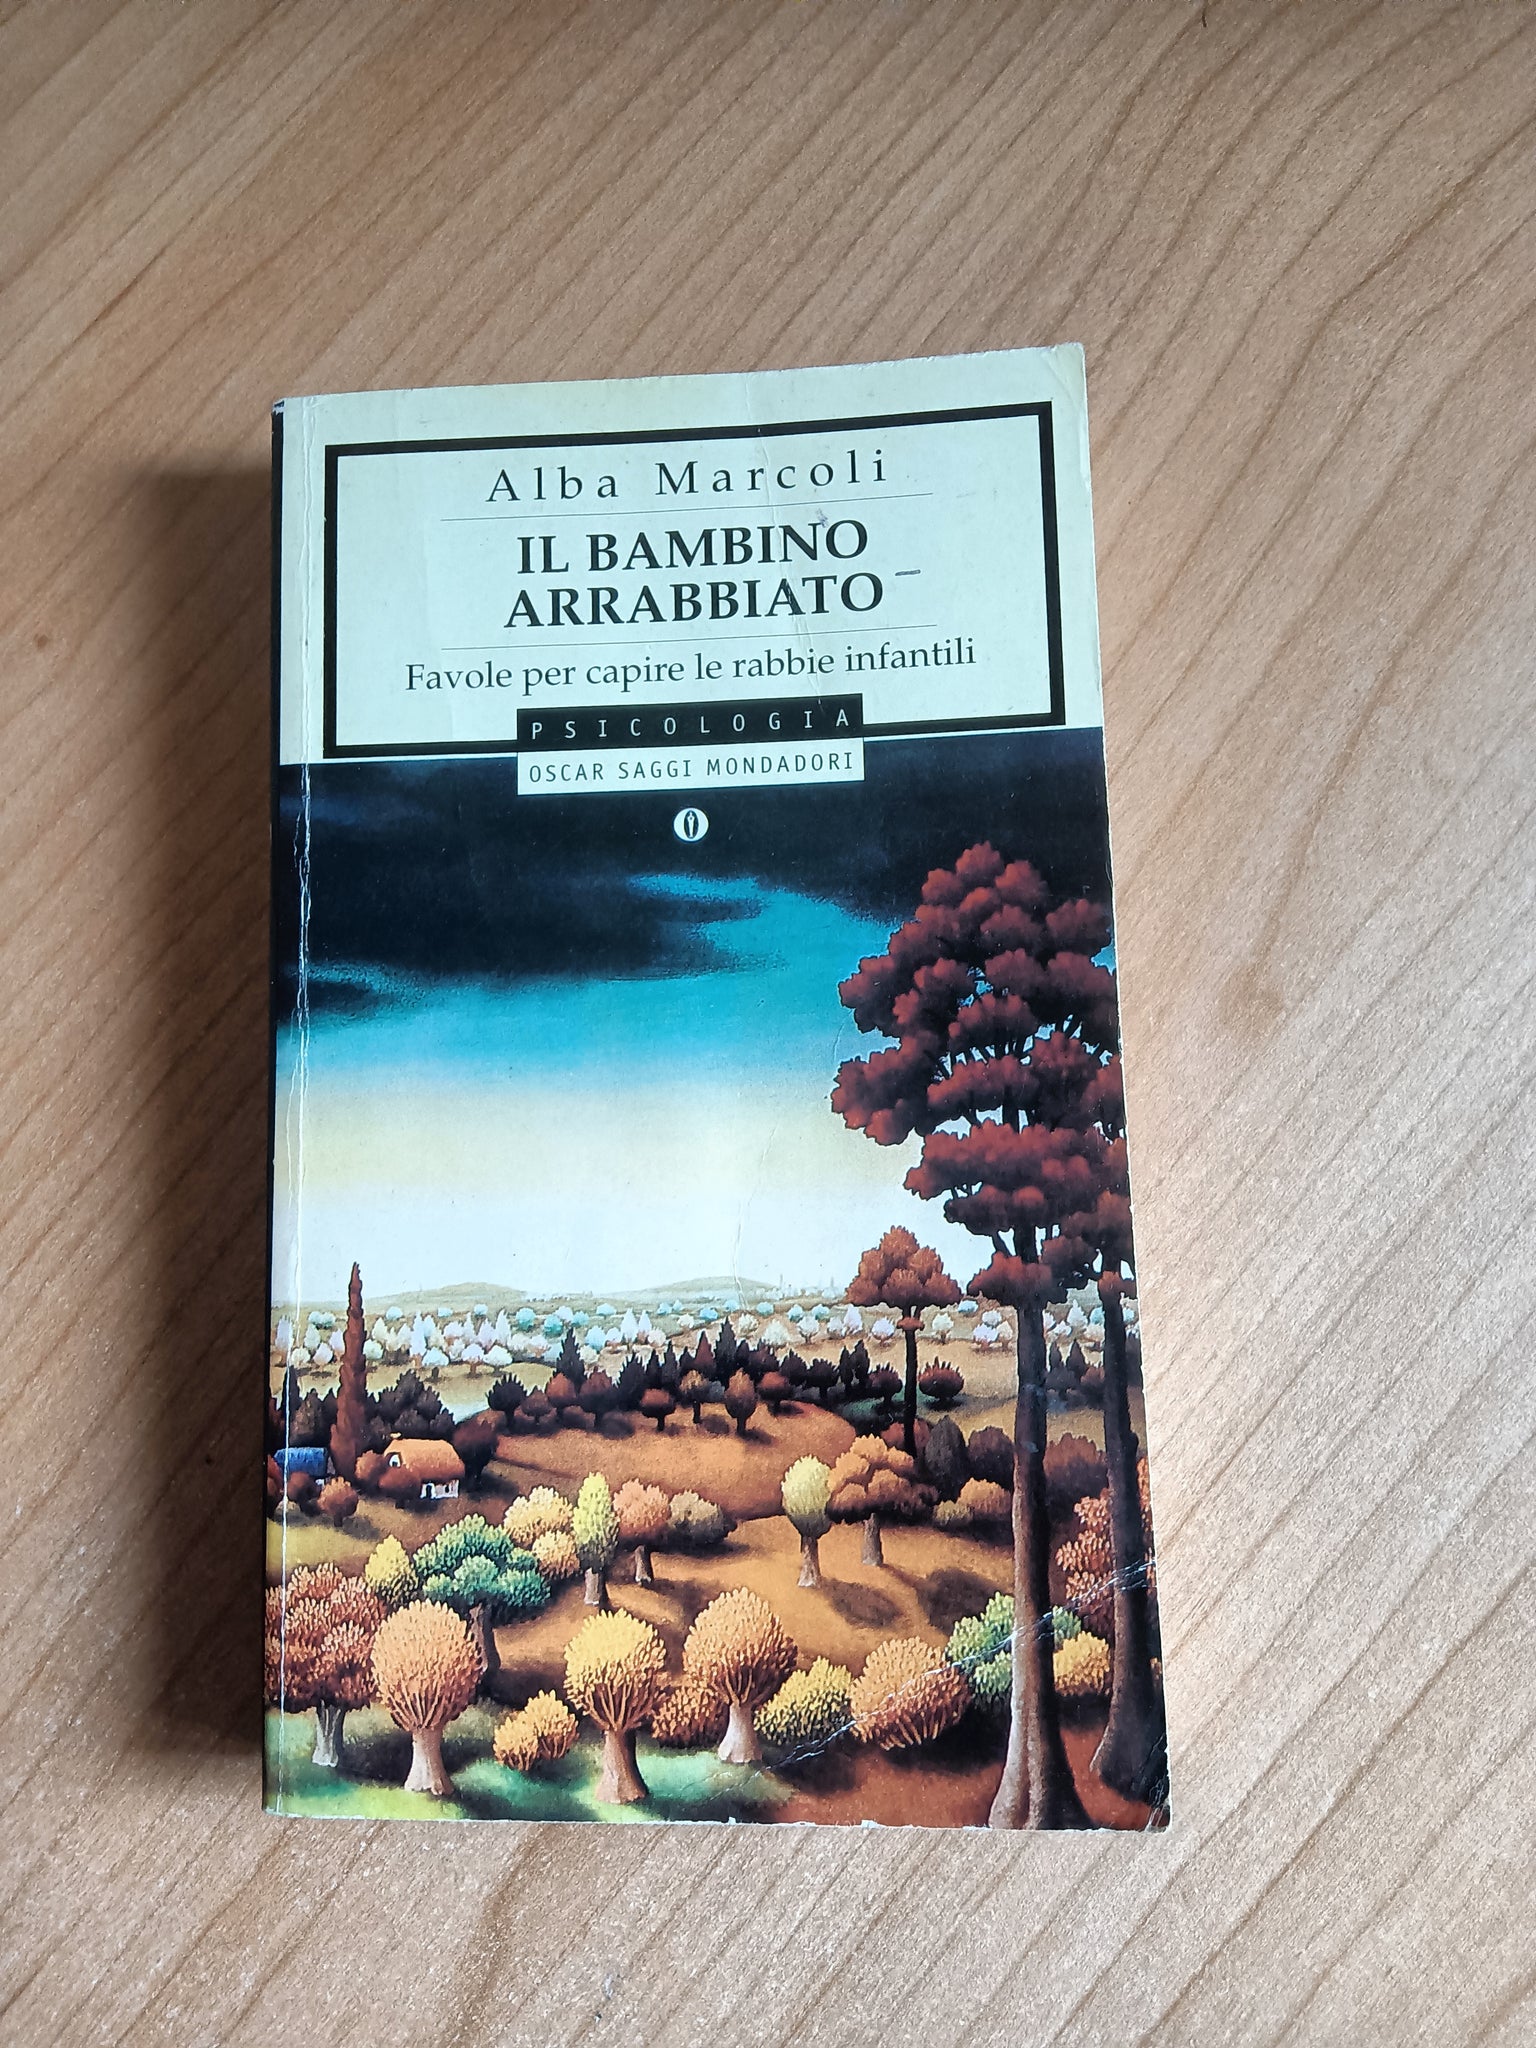 Alba Marcoli
IL BAMBINO
ARRABBIATO
Favole per capire le rabbie infantili
PSICOLOGIA
OSCAR SAGGI MONDADORI